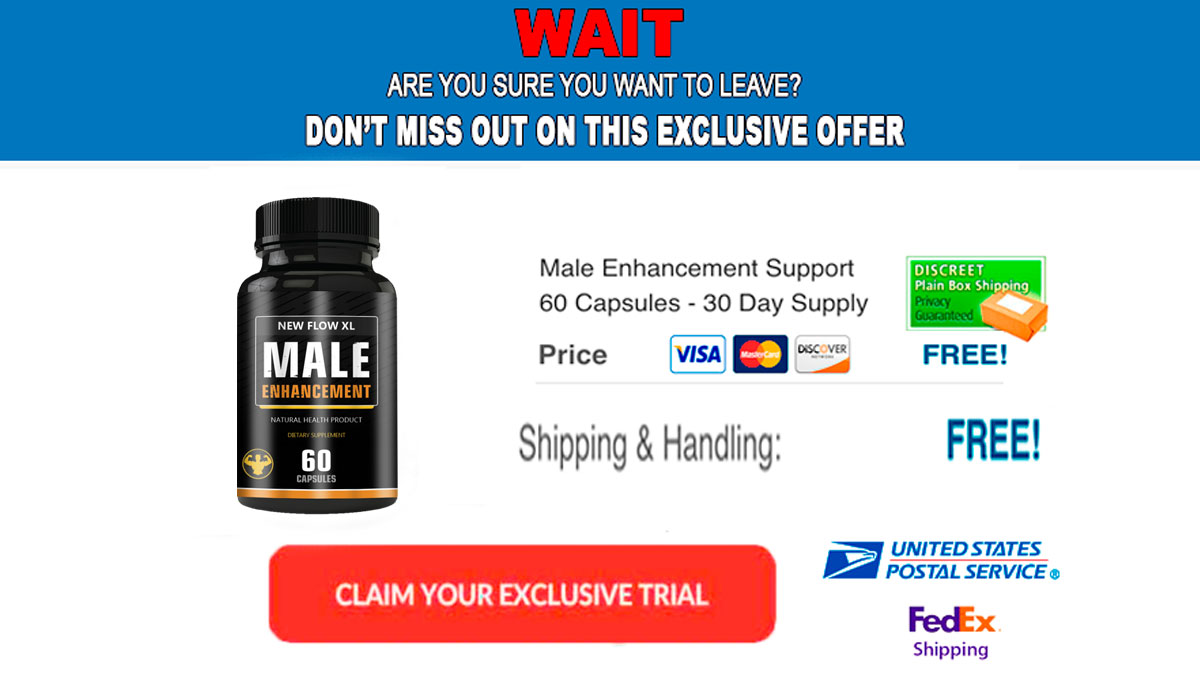 WAIT
ARE YOU SURE YOU WANT TO LEAVE?
DON'T MISS OUT ON THIS EXCLUSIVE OFFER
NEW FLOW XL
MALE
ENHANCEMENT
NATURAL HEALTH PRODUCT
DIETARY SUPPLEMENT
60
CAPSULES
Male Enhancement Support
60 Capsules - 30 Day Supply
DISCREET
Plain Box Shipping
Privacy
Guaranteed
Price
VISA
MasterCard
DISCOVER
NETWORK
FREE!
Shipping & Handling:
FREE!
CLAIM YOUR EXCLUSIVE TRIAL
UNITED STATES
POSTAL SERVICE ®
FedEx
Shipping